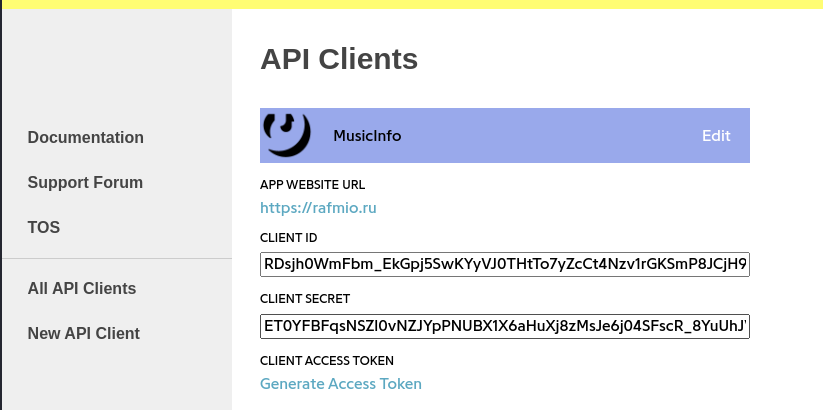 API Clients
Documentation
Support Forum
TOS
All API Clients
New API Client
MusicInfo
Edit
APP WEBSITE URL
https://rafmio.ru
CLIENT ID
RDsjh0WmFbm_EkGpj5SwKYyVJ0THtTo7yZcCt4Nzv1rGKSmP8JCjH9
CLIENT SECRET
ET0YFBFqsNSZI0vNZJYpPNUBX1X6aHuXj8zMsJe6j04SFscR_8YuUhJ
CLIENT ACCESS TOKEN
Generate Access Token